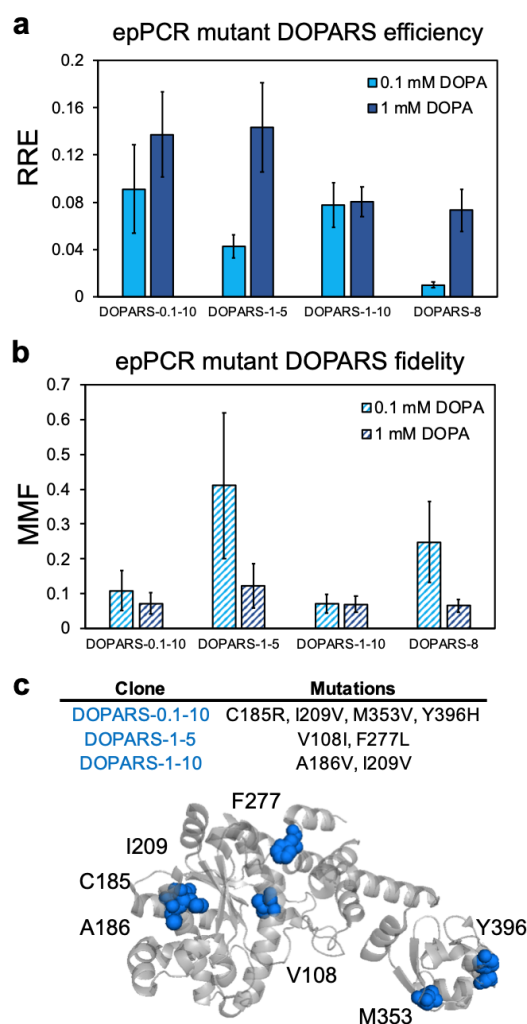 a
epPCR mutant DOPARS efficiency
0.2
0.16
0.12
0.08
0.04
0
RRE
0.1 mM DOPA
1 mM DOPA
DOPARS-0.1-10 DOPARS-1-5 DOPARS-1-10 DOPARS-8
b
epPCR mutant DOPARS fidelity
0.7
0.6
0.5
0.4
0.3
0.2
0.1
0
MMF
0.1 mM DOPA
1 mM DOPA
DOPARS-0.1-10 DOPARS-1-5 DOPARS-1-10 DOPARS-8
c
Clone Mutations
DOPARS-0.1-10 C185R, I209V, M353V, Y396H
DOPARS-1-5 V108I, F277L
DOPARS-1-10 A186V, I209V
F277
I209
C185
A186
V108
Y396
M353